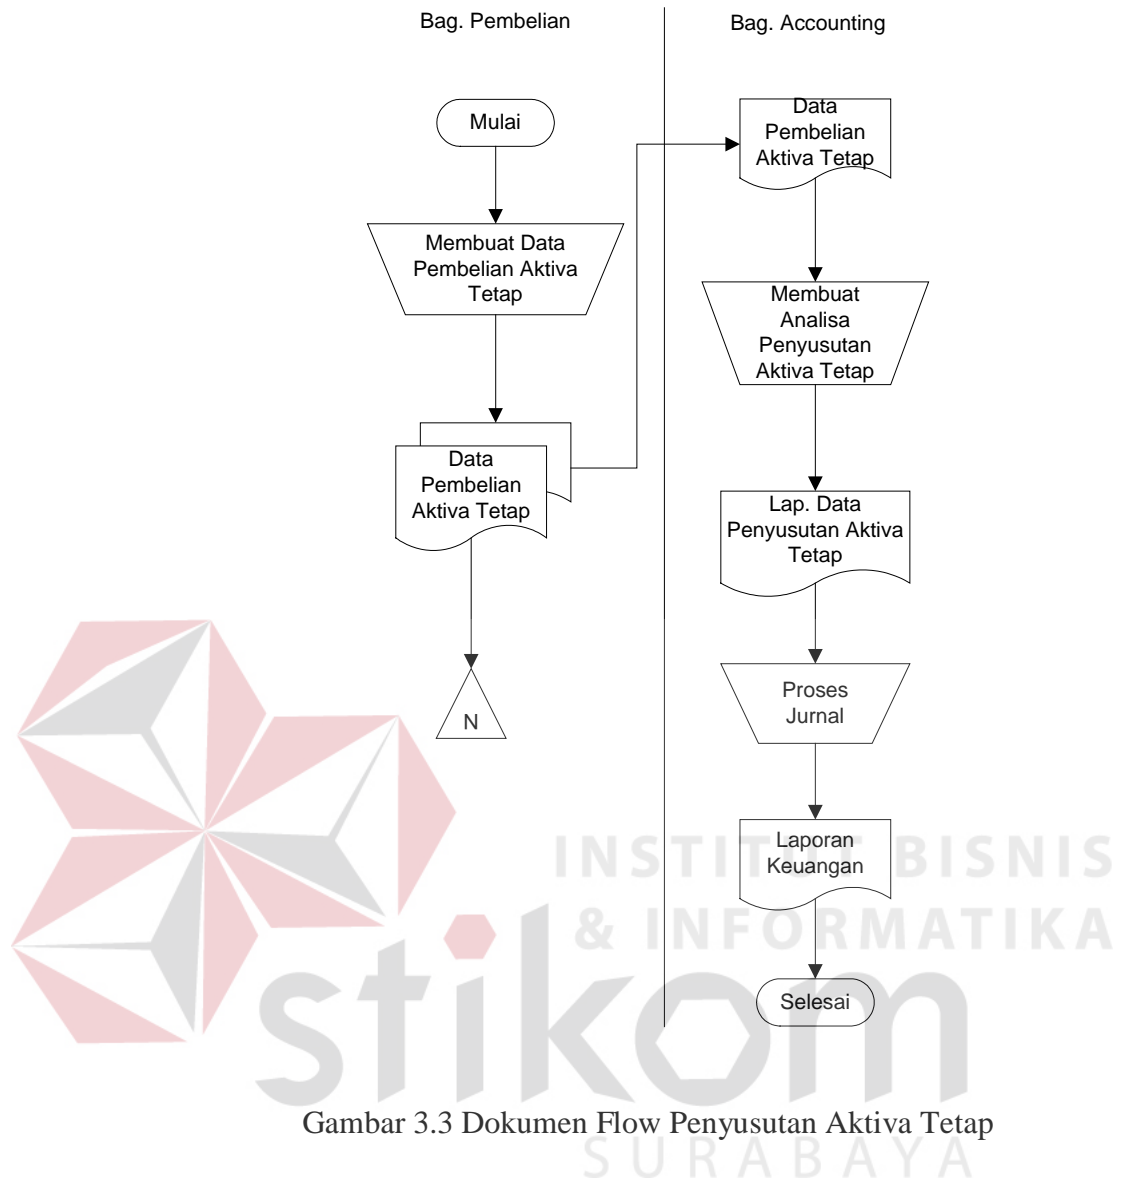 Bag. Pembelian
Bag. Accounting
Mulai
Membuat Data
Pembelian Aktiva
Tetap
Data
Pembelian
Aktiva Tetap
N
Data
Pembelian
Aktiva Tetap
Membuat
Analisa
Penyusutan
Aktiva Tetap
Lap. Data
Penyusutan Aktiva
Tetap
Proses
Jurnal
Laporan
Keuangan
Selesai
INSTITUT BISNIS
& INFORMATIKA
stikom
SURABAYA
Gambar 3.3 Dokumen Flow Penyusutan Aktiva Tetap